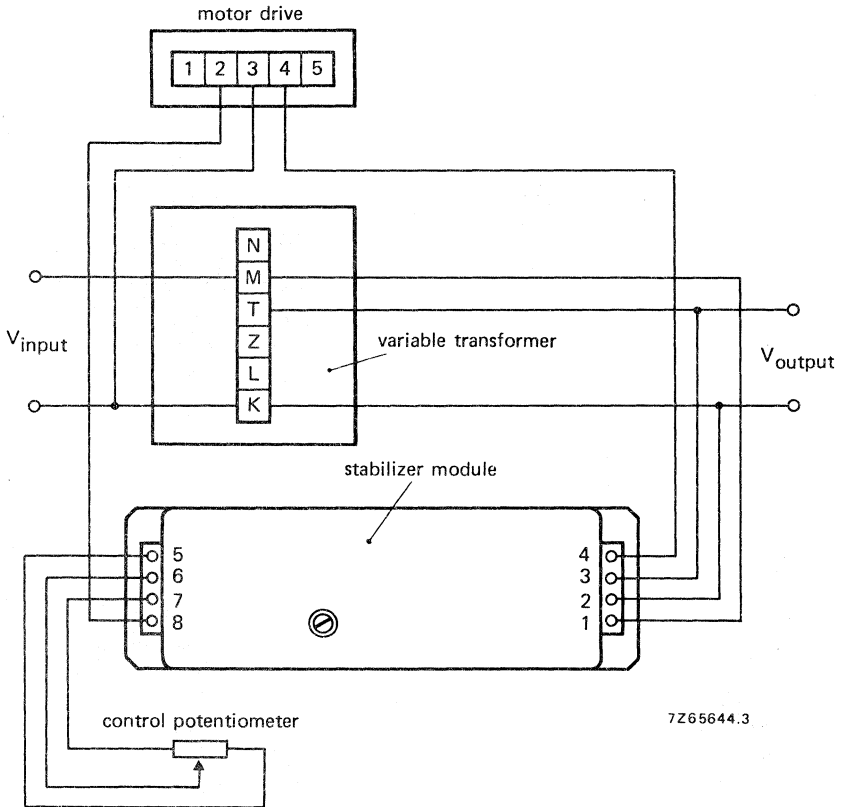 motor drive
1 2 3 4 5
N
M
T
Z
L
K
V input
variable transformer
V output
stabilizer module
5
6
7
8
4
3
2
1
control potentiometer
7Z65644.3